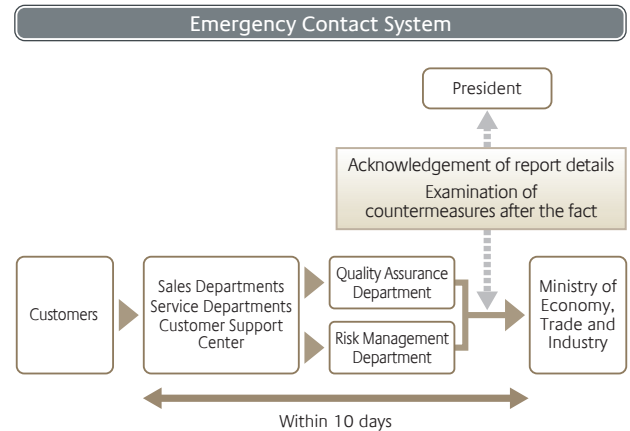 Emergency Contact System
President
Acknowledgement of report details
Examination of
countermeasures after the fact
Customers
Sales Departments
Service Departments
Customer Support
Center
Quality Assurance
Department
Risk Management
Department
Ministry of
Economy,
Trade and
Industry
Within 10 days